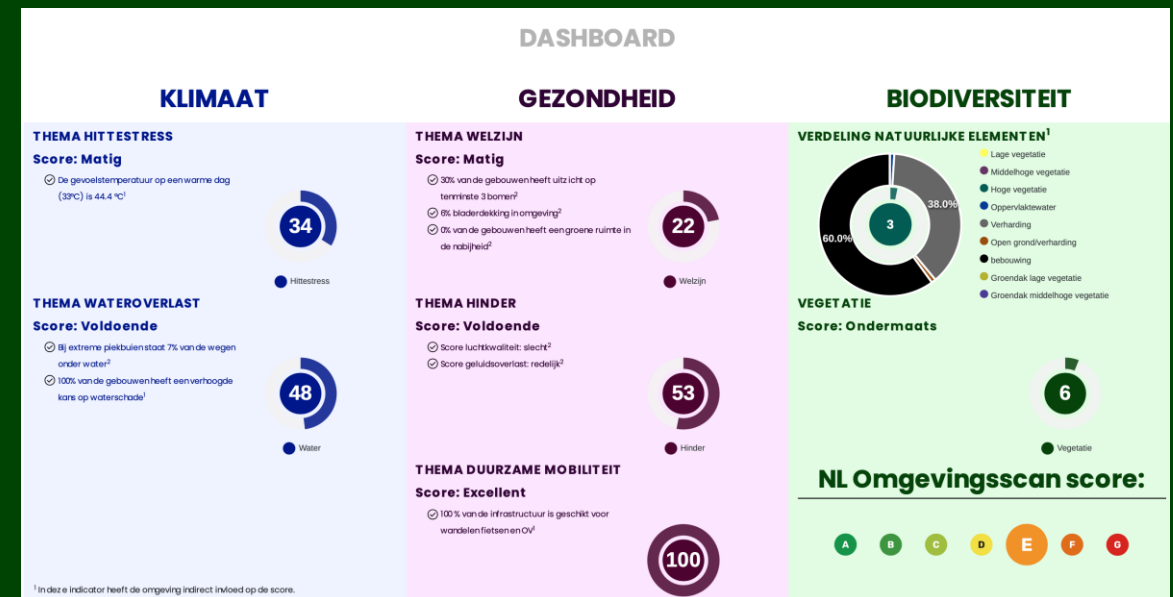 DASHBOARD
KLIMAAT
THEMA HITTESTRESS
Score: Matig
De gevoelstemperatuur op een warme dag
(33ºC) is 44.4 ºC¹
34
Hittestress
THEMA WATEROVERLAST
Score: Voldoende
Bij extreme piekbuien staat 7% van de wegen
onder water²
100% van de gebouwen heeft een verhoogde
kans op waterschade¹
48
Water
¹ In deze indicator heeft de omgeving indirect invloed op de score.
GEZONDHEID
THEMA WELZIJN
Score: Matig
30% van de gebouwen heeft uitzicht op
tenminste 3 bomen²
6% bladerdekking in omgeving²
0% van de gebouwen heeft een groene ruimte in
de nabijheid²
22
Welzijn
THEMA HINDER
Score: Voldoende
Score luchtkwaliteit: slecht²
Score geluidsoverlast: redelijk²
53
Hinder
THEMA DUURZAME MOBILITEIT
Score: Excellent
100% van de infrastructuur is geschikt voor
wandelen fietsen en OV¹
100
BIODIVERSITEIT
VERDELING NATUURLIJKE ELEMENTEN¹
38.0%
3
60.0%
Lage vegetatie
Middelhoge vegetatie
Hoge vegetatie
Oppervlaktewater
Verharding
Open grond/verharding
bebouwing
Groendak lage vegetatie
Groendak middelhoge vegetatie
VEGETATIE
Score: Ondermaats
6
Vegetatie
NL Omgevingsscan score:
A B C D E F G